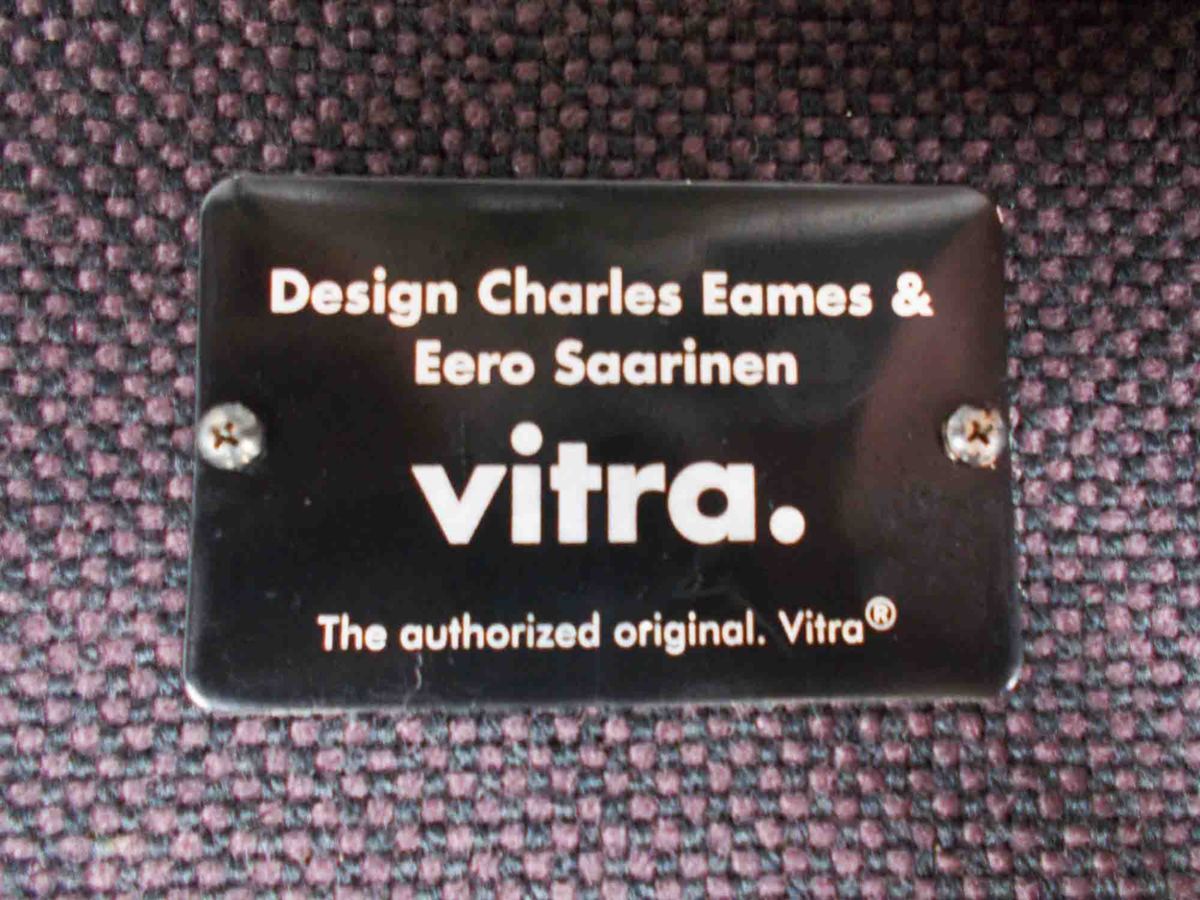 Design Charles Eames &
Eero Saarinen
vitra.
The authorized original. Vitra®